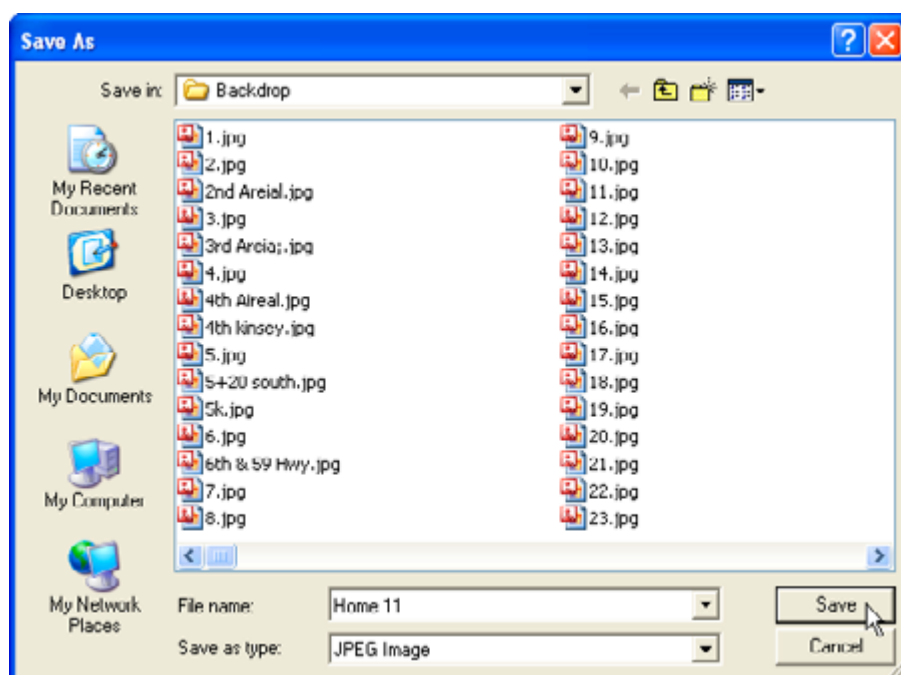 Save As
Save in:
Backdrop
My Recent
Documents
Desktop
My Documents
My Computer
My Network
Places
1.jpg
2.jpg
2nd Areial.jpg
3.jpg
3rd Areia;.jpg
4.jpg
4th Aireal.jpg
4th kinsey.jpg
5.jpg
5+20 south.jpg
5k.jpg
6.jpg
6th & 59 Hwy.jpg
7.jpg
8.jpg
9.jpg
10.jpg
11.jpg
12.jpg
13.jpg
14.jpg
15.jpg
16.jpg
17.jpg
18.jpg
19.jpg
20.jpg
21.jpg
22.jpg
23.jpg
File name:
Home 11
Save
Save as type:
JPEG Image
Cancel